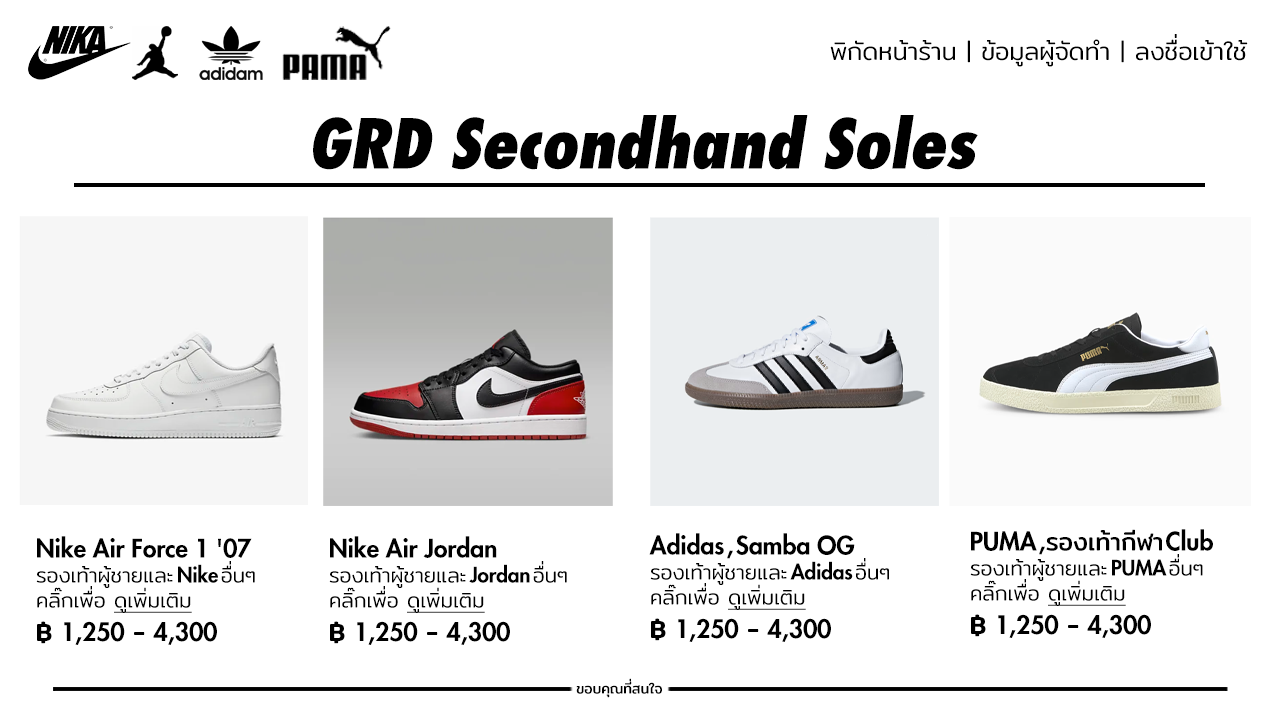 NIKA
adidam
PAMA
พิกัดหน้าร้าน | ข้อมูลผู้จัดทำ | ลงชื่อเข้าใช้
GRD Secondhand Soles
POMA
Nike Air Force 1 '07
รองเท้าผู้ชายและ Nike อื่นๆ
คลิ๊กเพื่อ ดูเพิ่มเติม
฿ 1,250 - 4,300
Nike Air Jordan
รองเท้าผู้ชายและ Jordan อื่นๆ
คลิ๊กเพื่อ ดูเพิ่มเติม
฿ 1,250 - 4,300
Adidas , Samba OG
รองเท้าผู้ชายและ Adidas อื่นๆ
คลิ๊กเพื่อ ดูเพิ่มเติม
฿ 1,250 - 4,300
PUMA ,รองเท้ากีฬา Club
รองเท้าผู้ชายและ PUMA อื่นๆ
คลิ๊กเพื่อ ดูเพิ่มเติม
฿ 1,250 - 4,300
ขอบคุณที่สนใจ